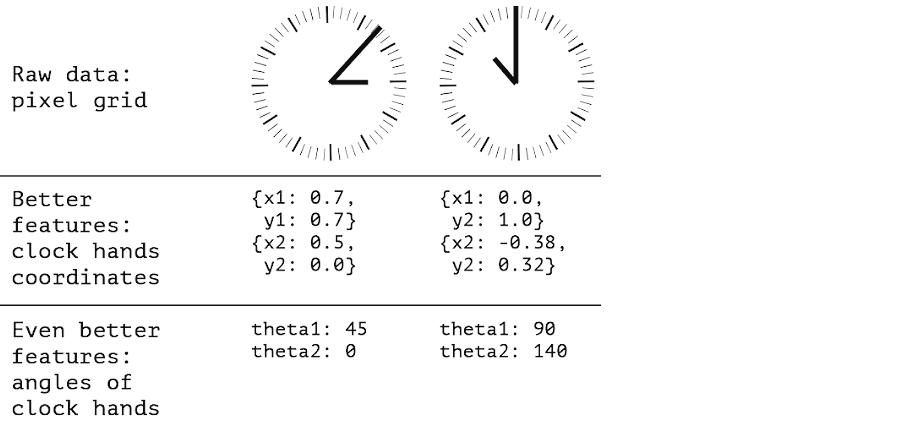 Raw data:
pixel grid
Better
features:
clock hands
coordinates
{x1: 0.7,
y1: 0.7}
{x2: 0.5,
y2: 0.0}
{x1: 0.0,
y2: 1.0}
{x2: -0.38,
y2: 0.32}
Even better
features:
angles of
clock hands
theta1: 45
theta2: 0
theta1: 90
theta2: 140